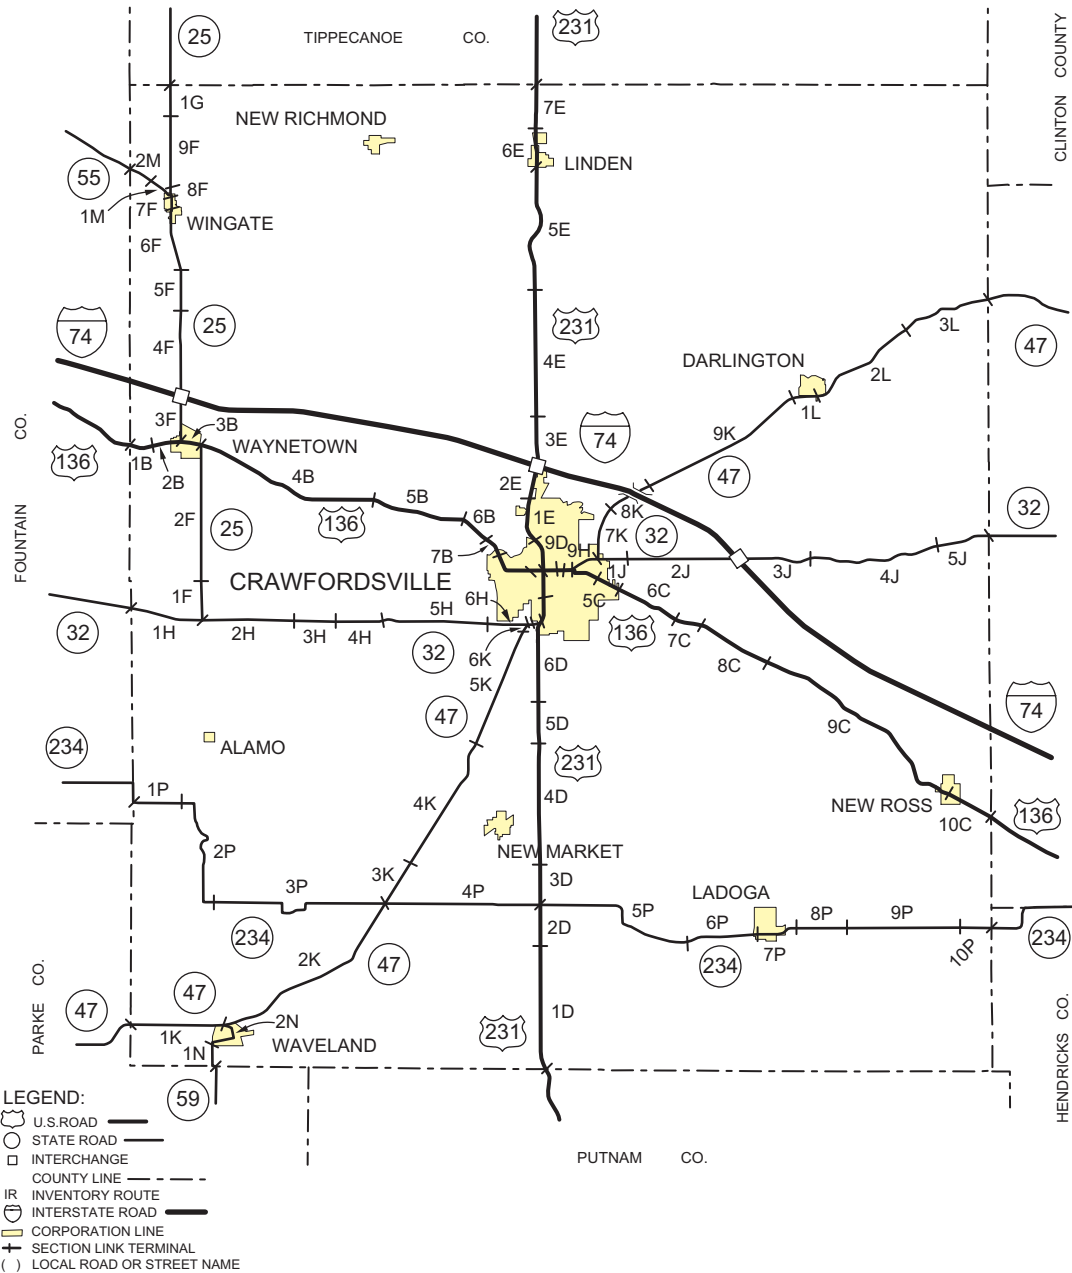 25
TIPPECANOE CO.
231
CLINTON COUNTY
1G
7E
NEW RICHMOND
9F
6E
LINDEN
2M
55
8F
1M
7F
WINGATE
6F
5E
5F
74
25
231
3L
47
4F
4E
DARLINGTON
2L
1L
FOUNTAIN CO.
3F
3B
WAYNETOWN
3E
74
9K
136
1B
2B
4B
2E
47
5B
8K
32
2F
25
136
6B
1E
7K
32
7B
9D
9H
1J
2J
3J
4J
5J
CRAWFORDSVILLE
1F
6H
5C
6C
32
1H
2H
3H
4H
5H
32
6K
136
7C
5K
6D
8C
47
74
234
ALAMO
5D
9C
231
1P
4K
4D
NEW ROSS
136
10C
2P
NEW MARKET
3K
3D
3P
4P
LADOGA
5P
6P
8P
9P
234
2D
7P
10P
234
2K
47
234
PARKE CO.
47
47
1K
2N
1D
231
1N
WAVELAND
HENDRICKS CO.
59
LEGEND:
U.S.ROAD
STATE ROAD
INTERCHANGE
COUNTY LINE
IR INVENTORY ROUTE
INTERSTATE ROAD
CORPORATION LINE
SECTION LINK TERMINAL
( ) LOCAL ROAD OR STREET NAME
PUTNAM CO.